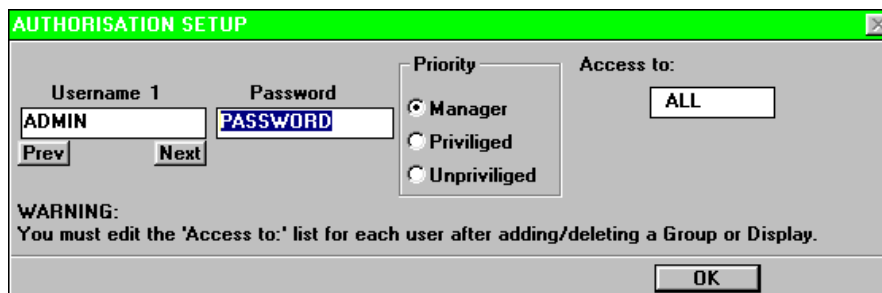 AUTHORISATION SETUP
Priority
Access to:
Username 1
Password
Manager
ALL
ADMIN
PASSWORD
Prev
Next
Priviliged
Unpriviliged
WARNING:
You must edit the 'Access to:' list for each user after adding/deleting a Group or Display.
OK